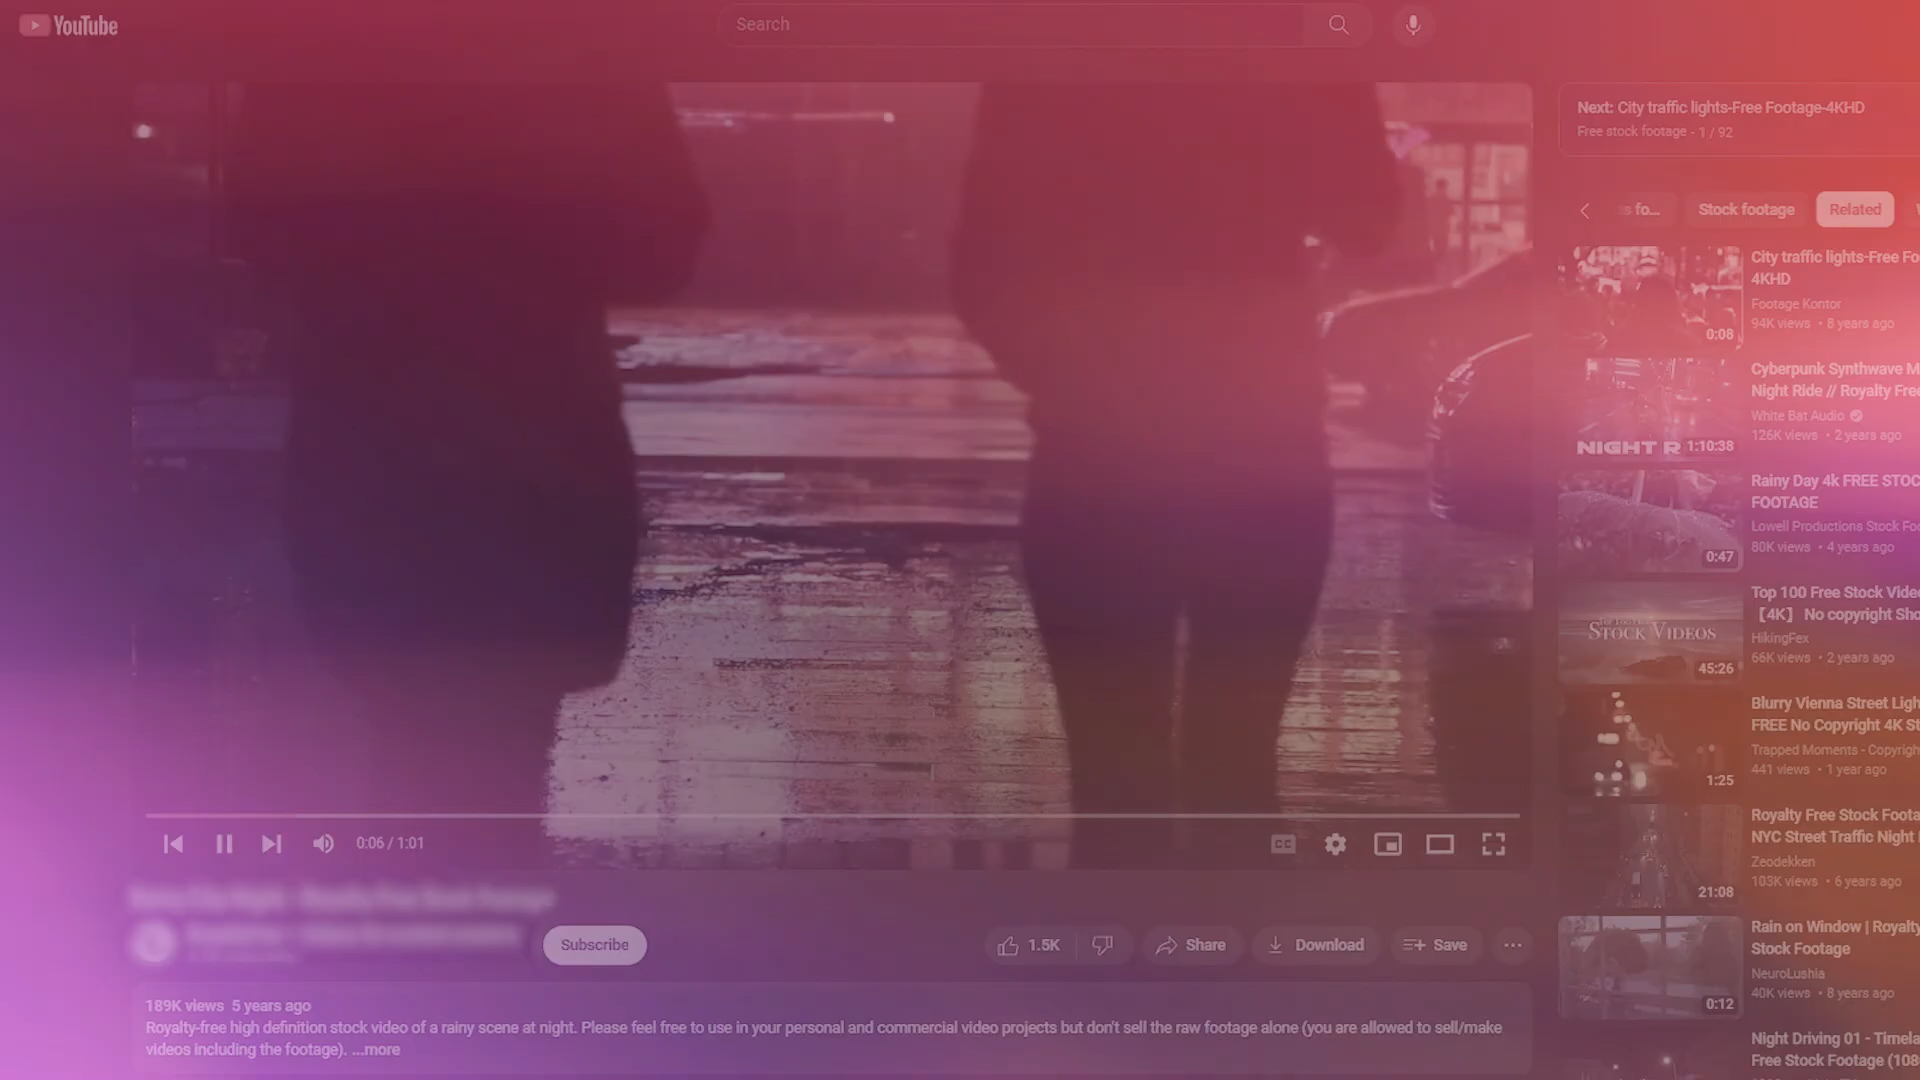 YouTube
Search
Next: City traffic lights-Free Footage-4KHD
Free stock footage - 1 / 92
s fo...
Stock footage
Related
City traffic lights-Free Fo
4KHD
Footage Kontor
94K views • 8 years ago
0:08
Cyberpunk Synthwave M
Night Ride // Royalty Free
White Bat Audio
126K views • 2 years ago
NIGHT R 1:10:38
Rainy Day 4k FREE STOC
FOOTAGE
Lowell Productions Stock Foo
80K views • 4 years ago
0:47
Top 100 Free Stock Vide
【4K】 No copyright Sho
HikingFex
66K views • 2 years ago
STOCK VIDEOS
45:26
Blurry Vienna Street Ligh
FREE No Copyright 4K St
Trapped Moments - Copyrigh
441 views • 1 year ago
1:25
Royalty Free Stock Foota
NYC Street Traffic Night
Zeodekken
103K views • 6 years ago
21:08
Rain on Window | Royalty
Stock Footage
NeuroLushia
40K views • 8 years ago
0:12
Night Driving 01 - Timela
Free Stock Footage (108
0:06 / 1:01
CC
Subscribe
1.5K
Share
Download
Save
189K views 5 years ago
Royalty-free high definition stock video of a rainy scene at night. Please feel free to use in your personal and commercial video projects but don't sell the raw footage alone (you are allowed to sell/make
videos including the footage). ...more